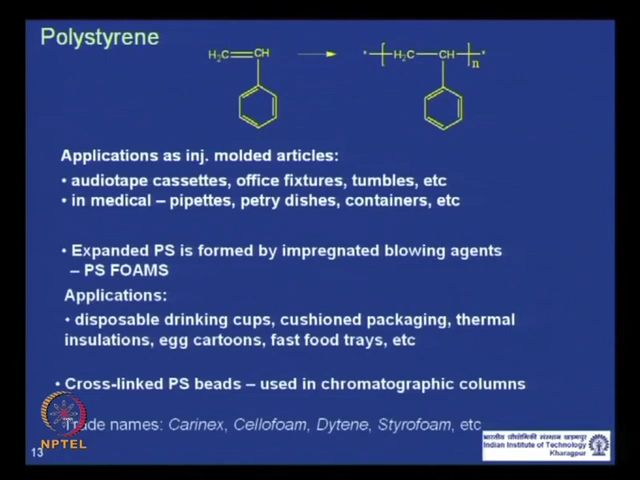 Polystyrene
H₂C CH
H₂C CH n
Applications as inj. molded articles:
• audiotape cassettes, office fixtures, tumbles, etc
• in medical – pipettes, petry dishes, containers, etc
• Expanded PS is formed by impregnated blowing agents
– PS FOAMS
Applications:
• disposable drinking cups, cushioned packaging, thermal
insulations, egg cartoons, fast food trays, etc
• Cross-linked PS beads – used in chromatographic columns
Trade names: Carinex, Cellofoam, Dytene, Styrofoam, etc
NPTEL
13
भारतीय प्रौद्योगिकी संस्थान खड़गपुर
Indian Institute of Technology
Kharagpur